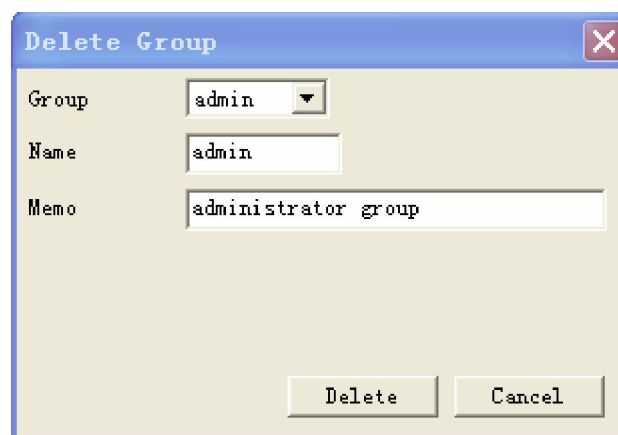 Delete Group
Group admin
Name admin
Memo administrator group
Delete Cancel